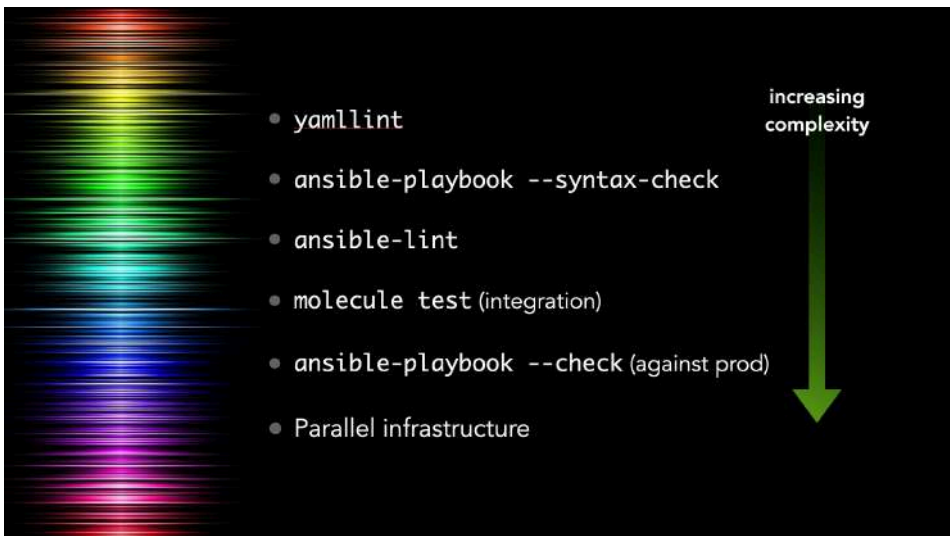 increasing
complexity
yamllint
ansible-playbook --syntax-check
ansible-lint
molecule test (integration)
ansible-playbook --check (against prod)
Parallel infrastructure